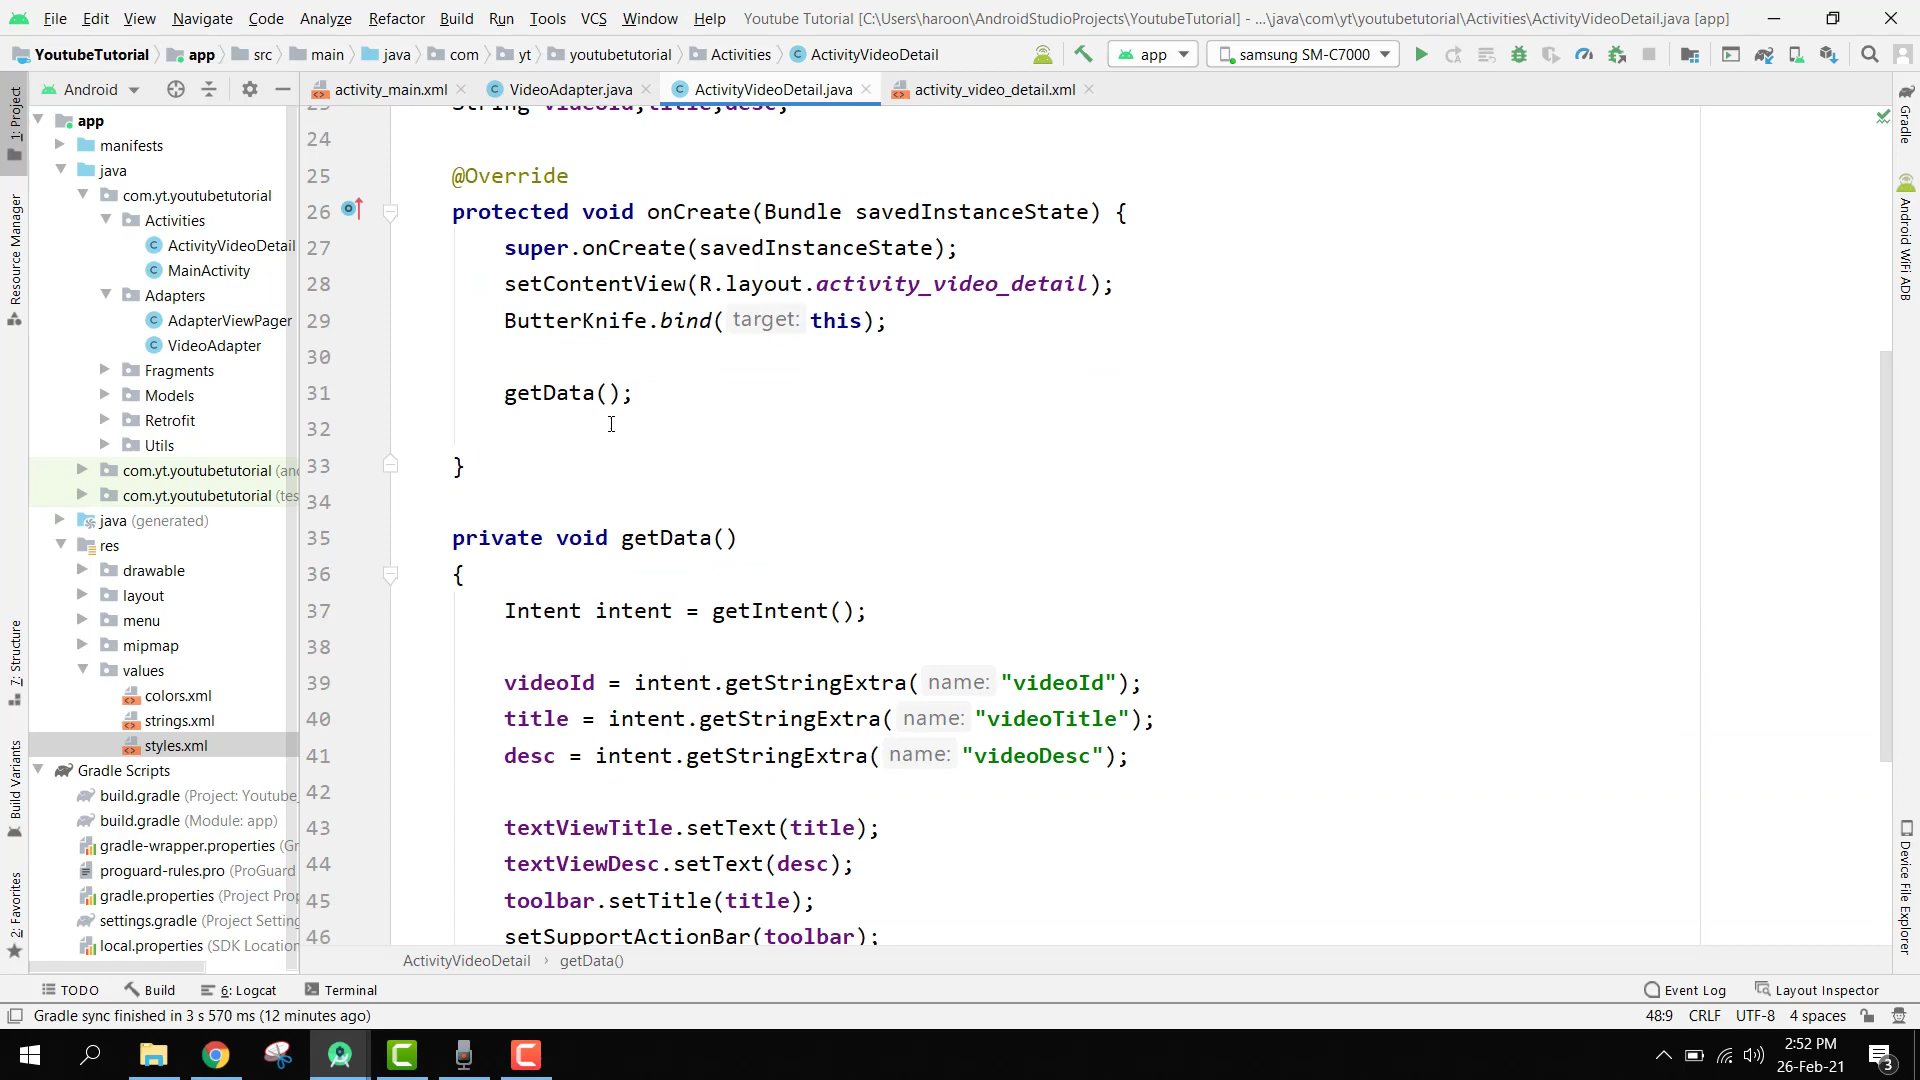 File Edit View Navigate Code Analyze Refactor Build Run Tools VCS Window Help Youtube Tutorial [C:\Users\haroon\AndroidStudioProjects\YoutubeTutorial] - ...\java\com\yt\youtubetutorial\Activities\ActivityVideoDetail.java [app]
YoutubeTutorial app src main java com yt youtubetutorial Activities ActivityVideoDetail app samsung SM-C7000
Android activity_main.xml VideoAdapter.java ActivityVideoDetail.java activity_video_detail.xml
1: Project
Resource Manager
7: Structure
Build Variants
2: Favorites
app
manifests
java
com.yt.youtubetutorial
Activities
ActivityVideoDetail
MainActivity
Adapters
AdapterViewPager
VideoAdapter
Fragments
Models
Retrofit
Utils
com.yt.youtubetutorial (and
com.yt.youtubetutorial (tes
java (generated)
res
drawable
layout
menu
mipmap
values
colors.xml
strings.xml
styles.xml
Gradle Scripts
build.gradle (Project: Youtube_
build.gradle (Module: app)
gradle-wrapper.properties (Gr
proguard-rules.pro (ProGuard
gradle.properties (Project Prop
settings.gradle (Project Setting
local.properties (SDK Location
23 String videoId,title,desc;
24
25 @Override
26 protected void onCreate(Bundle savedInstanceState) {
27 super.onCreate(savedInstanceState);
28 setContentView(R.layout.activity_video_detail);
29 ButterKnife.bind( target: this);
30
31 getData();
32
33 }
34
35 private void getData()
36 {
37 Intent intent = getIntent();
38
39 videoId = intent.getStringExtra( name: "videoId");
40 title = intent.getStringExtra( name: "videoTitle");
41 desc = intent.getStringExtra( name: "videoDesc");
42
43 textViewTitle.setText(title);
44 textViewDesc.setText(desc);
45 toolbar.setTitle(title);
46 setSupportActionBar(toolbar);
ActivityVideoDetail › getData()
Gradle
Android WiFi ADB
Device File Explorer
TODO Build 6: Logcat Terminal Event Log Layout Inspector
Gradle sync finished in 3 s 570 ms (12 minutes ago) 48:9 CRLF UTF-8 4 spaces
2:52 PM
26-Feb-21
3